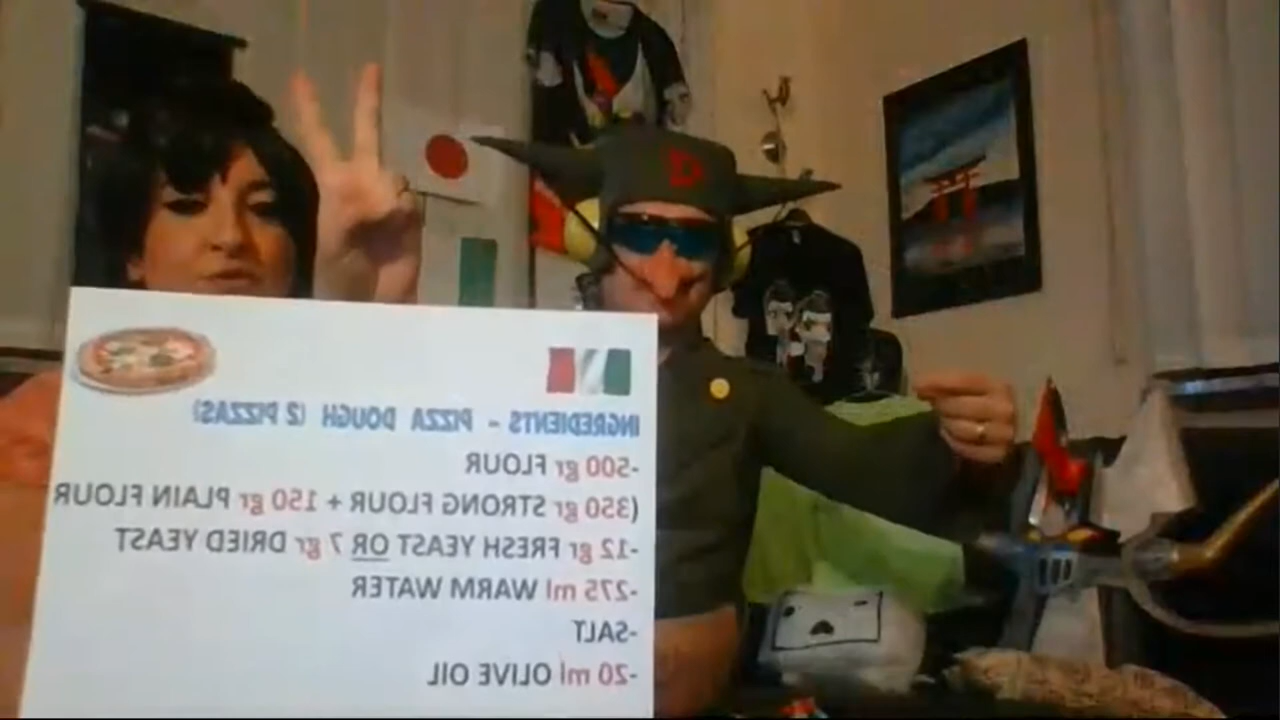 D
INGREDIENTS - PIZZA DOUGH (2 PIZZAS)
-500 gr FLOUR
(350 gr STRONG FLOUR + 150 gr PLAIN FLOUR
-12 gr FRESH YEAST OR 7 gr DRIED YEAST
-275 ml WARM WATER
-SALT
-20 ml OLIVE OIL